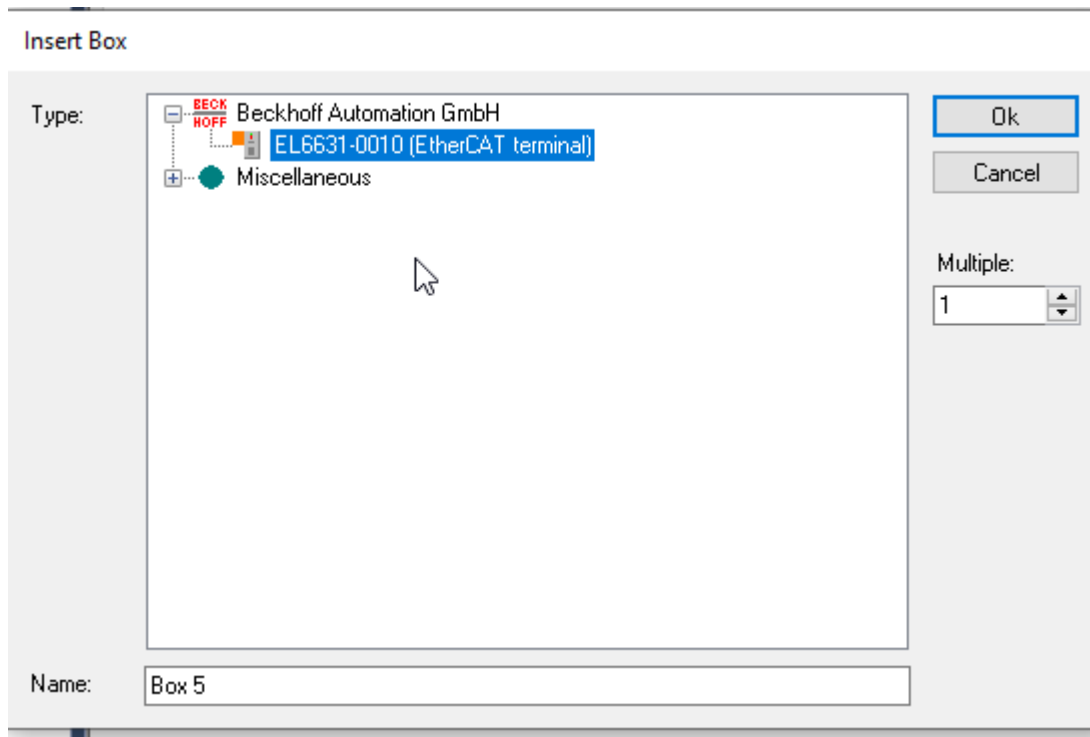 Insert Box
Type:
BECK
HOFF
Beckhoff Automation GmbH
EL6631-0010 (EtherCAT terminal)
Miscellaneous
Ok
Cancel
Multiple:
1
Name:
Box 5